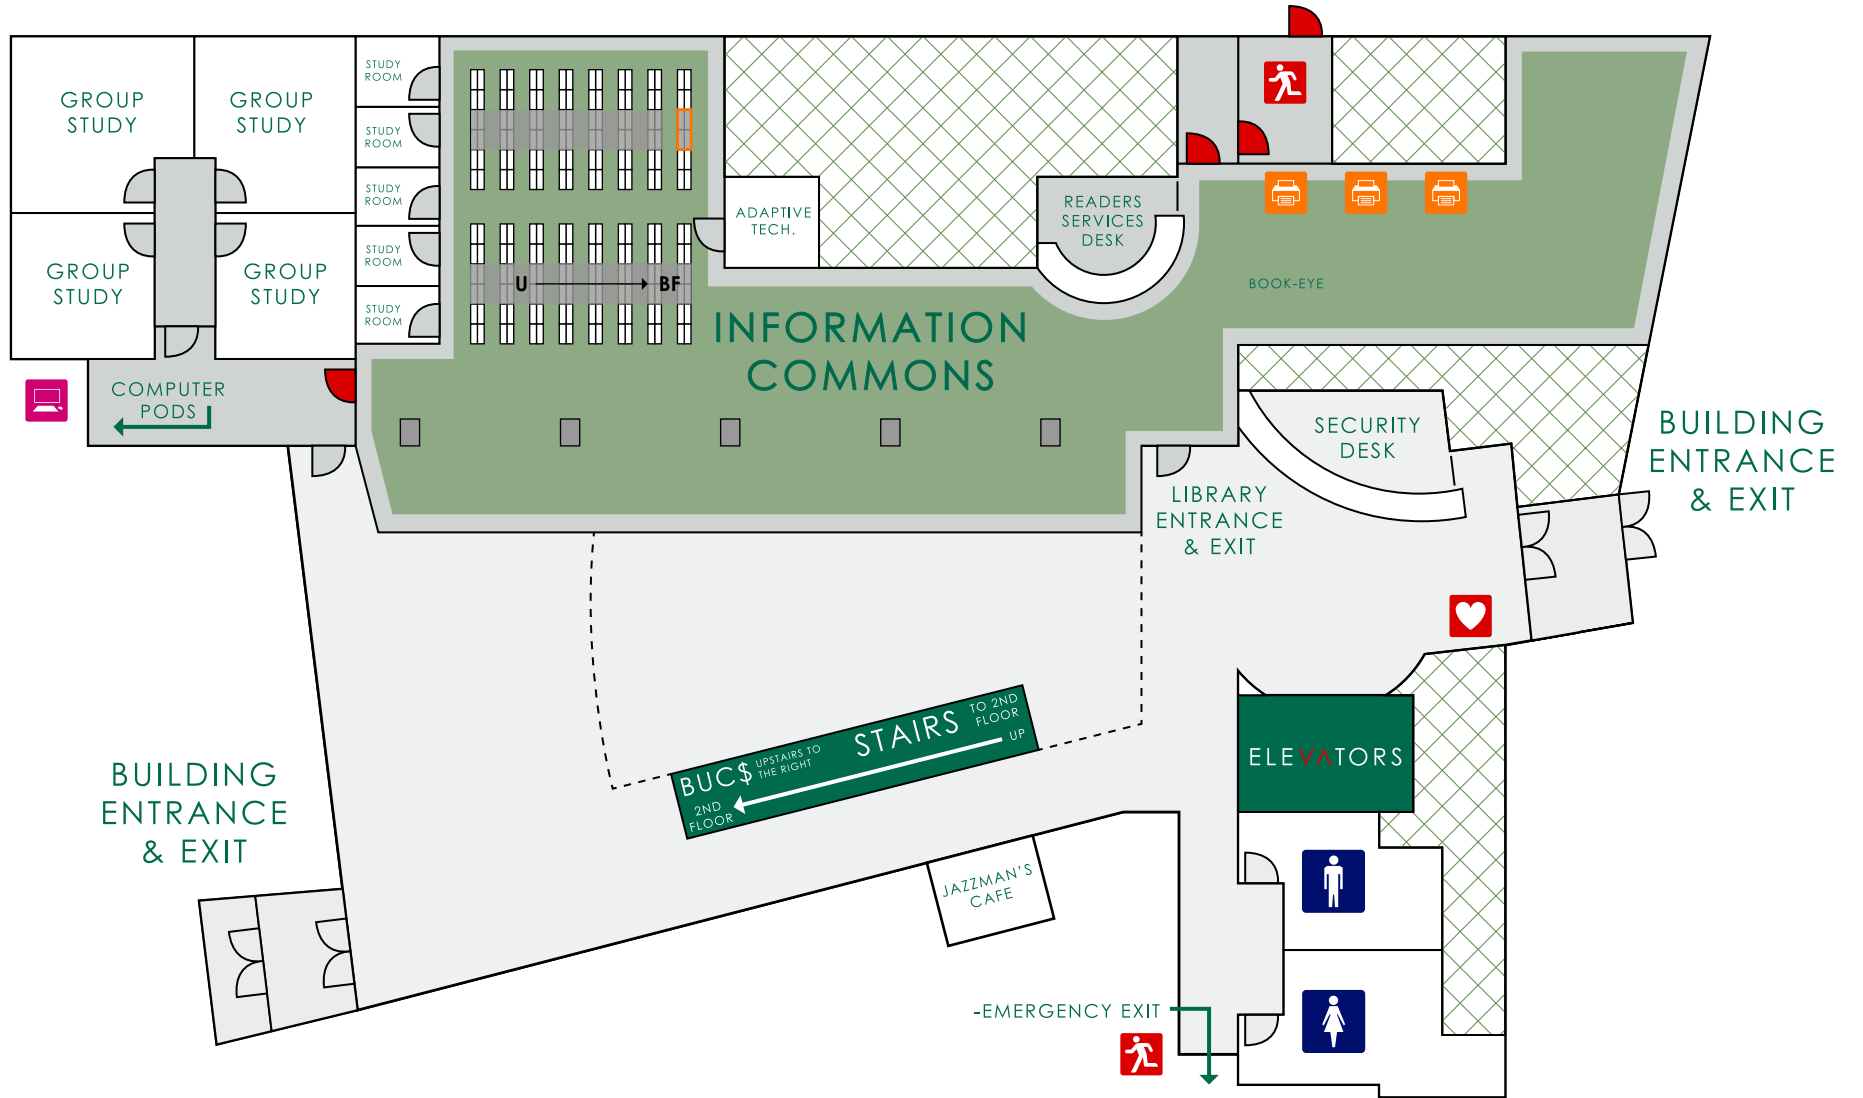 GROUP
STUDY
GROUP
STUDY
GROUP
STUDY
GROUP
STUDY
STUDY
ROOM
STUDY
ROOM
STUDY
ROOM
STUDY
ROOM
STUDY
ROOM
U
BF
ADAPTIVE
TECH.
READERS
SERVICES
DESK
BOOK-EYE
INFORMATION
COMMONS
COMPUTER
PODS
SECURITY
DESK
BUILDING
ENTRANCE
& EXIT
LIBRARY
ENTRANCE
& EXIT
STAIRS
TO 2ND
FLOOR
UP
BUC$
UPSTAIRS TO
THE RIGHT
2ND
FLOOR
ELEVATORS
BUILDING
ENTRANCE
& EXIT
JAZZMAN'S
CAFE
-EMERGENCY EXIT